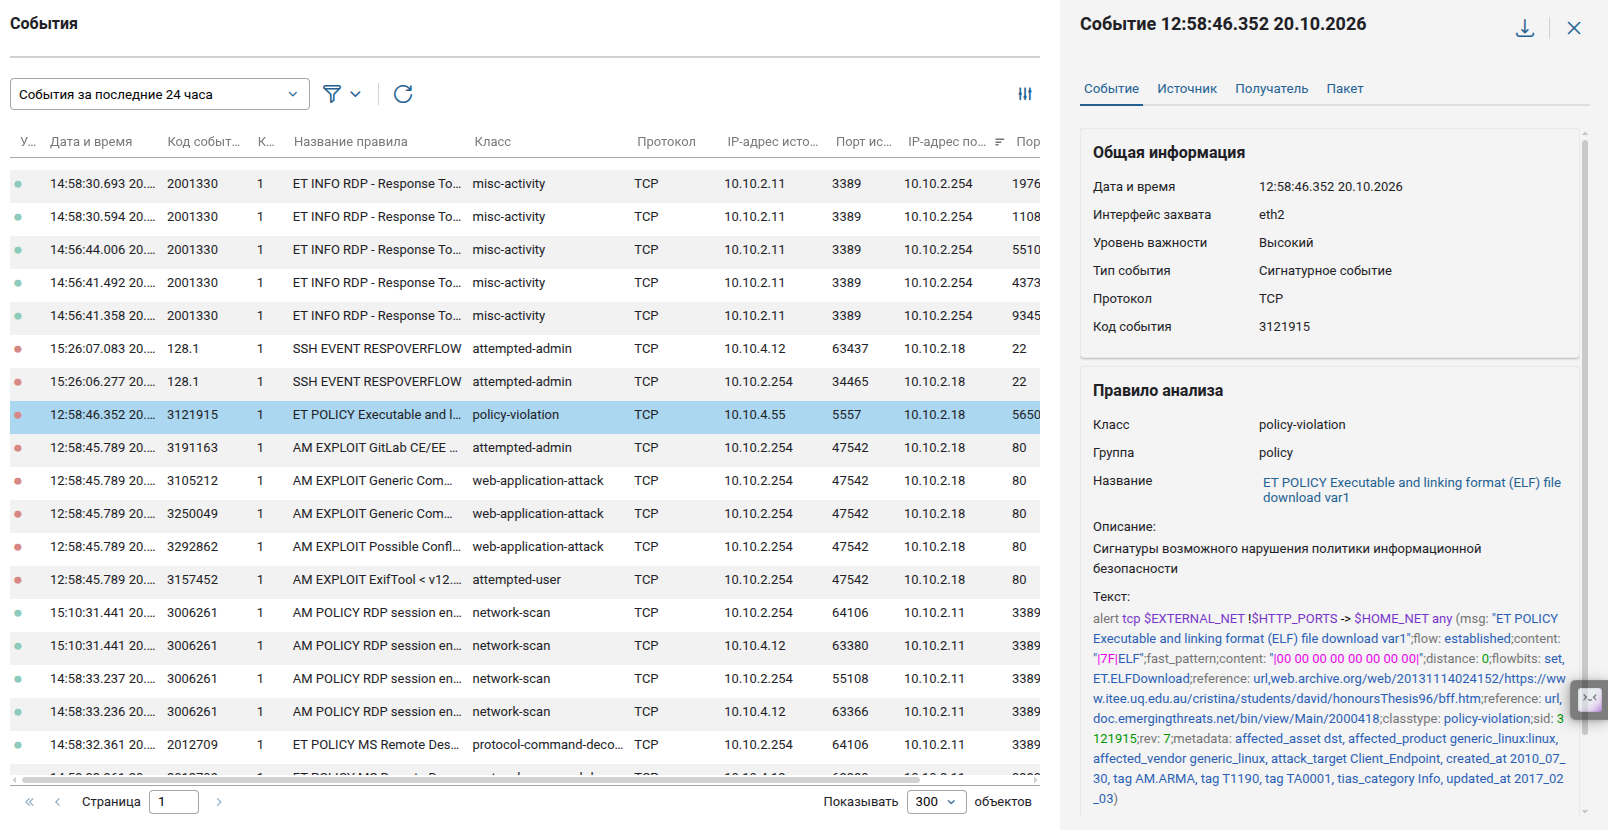 События
События за последние 24 часа
У... Дата и время Код событ... К... Название правила Класс Протокол IP-адрес исто... Порт ис... IP-адрес по... Пор
14:58:30.693 20.... 2001330 1 ET INFO RDP - Response To... misc-activity TCP 10.10.2.11 3389 10.10.2.254 1976
14:58:30.594 20.... 2001330 1 ET INFO RDP - Response To... misc-activity TCP 10.10.2.11 3389 10.10.2.254 1108
14:56:44.006 20.... 2001330 1 ET INFO RDP - Response To... misc-activity TCP 10.10.2.11 3389 10.10.2.254 5510
14:56:41.492 20.... 2001330 1 ET INFO RDP - Response To... misc-activity TCP 10.10.2.11 3389 10.10.2.254 4373
14:56:41.358 20.... 2001330 1 ET INFO RDP - Response To... misc-activity TCP 10.10.2.11 3389 10.10.2.254 9345
15:26:07.083 20.... 128.1 1 SSH EVENT RESPOVERFLOW attempted-admin TCP 10.10.4.12 63437 10.10.2.18 22
15:26:06.277 20.... 128.1 1 SSH EVENT RESPOVERFLOW attempted-admin TCP 10.10.2.254 34465 10.10.2.18 22
12:58:46.352 20.... 3121915 1 ET POLICY Executable and l... policy-violation TCP 10.10.4.55 5557 10.10.2.18 5650
12:58:45.789 20.... 3191163 1 AM EXPLOIT GitLab CE/EE ... attempted-admin TCP 10.10.2.254 47542 10.10.2.18 80
12:58:45.789 20.... 3105212 1 AM EXPLOIT Generic Com... web-application-attack TCP 10.10.2.254 47542 10.10.2.18 80
12:58:45.789 20.... 3250049 1 AM EXPLOIT Generic Com... web-application-attack TCP 10.10.2.254 47542 10.10.2.18 80
12:58:45.789 20.... 3292862 1 AM EXPLOIT Possible Confl... web-application-attack TCP 10.10.2.254 47542 10.10.2.18 80
12:58:45.789 20.... 3157452 1 AM EXPLOIT ExifTool < v12.... attempted-user TCP 10.10.2.254 47542 10.10.2.18 80
15:10:31.441 20.... 3006261 1 AM POLICY RDP session en... network-scan TCP 10.10.2.254 64106 10.10.2.11 3389
15:10:31.441 20.... 3006261 1 AM POLICY RDP session en... network-scan TCP 10.10.4.12 63380 10.10.2.11 3389
14:58:33.237 20.... 3006261 1 AM POLICY RDP session en... network-scan TCP 10.10.2.254 55108 10.10.2.11 3389
14:58:33.236 20.... 3006261 1 AM POLICY RDP session en... network-scan TCP 10.10.4.12 63366 10.10.2.11 3389
14:58:32.361 20.... 2012709 1 ET POLICY MS Remote Des... protocol-command-deco... TCP 10.10.2.254 64106 10.10.2.11 3389
Страница 1 Показывать 300 объектов
Событие 12:58:46.352 20.10.2026
Событие Источник Получатель Пакет
Общая информация
Дата и время 12:58:46.352 20.10.2026
Интерфейс захвата eth2
Уровень важности Высокий
Тип события Сигнатурное событие
Протокол TCP
Код события 3121915
Правило анализа
Класс policy-violation
Группа policy
Название ET POLICY Executable and linking format (ELF) file
download var1
Описание:
Сигнатуры возможного нарушения политики информационной
безопасности
Текст:
alert tcp $EXTERNAL_NET !$HTTP_PORTS -> $HOME_NET any (msg: "ET POLICY
Executable and linking format (ELF) file download var1";flow: established;content:
"|7F|ELF";fast_pattern;content: "|00 00 00 00 00 00 00 00|";distance: 0;flowbits: set,
ET.ELFDownload;reference: url,web.archive.org/web/20131114024152/https://ww
w.itee.uq.edu.au/cristina/students/david/honoursThesis96/bff.htm;reference: url,
doc.emergingthreats.net/bin/view/Main/2000418;classtype: policy-violation;sid: 3
121915;rev: 7;metadata: affected_asset dst, affected_product generic_linux:linux,
affected_vendor generic_linux, attack_target Client_Endpoint, created_at 2010_07_
30, tag AM.ARMA, tag T1190, tag TA0001, tias_category Info, updated_at 2017_02
_03)